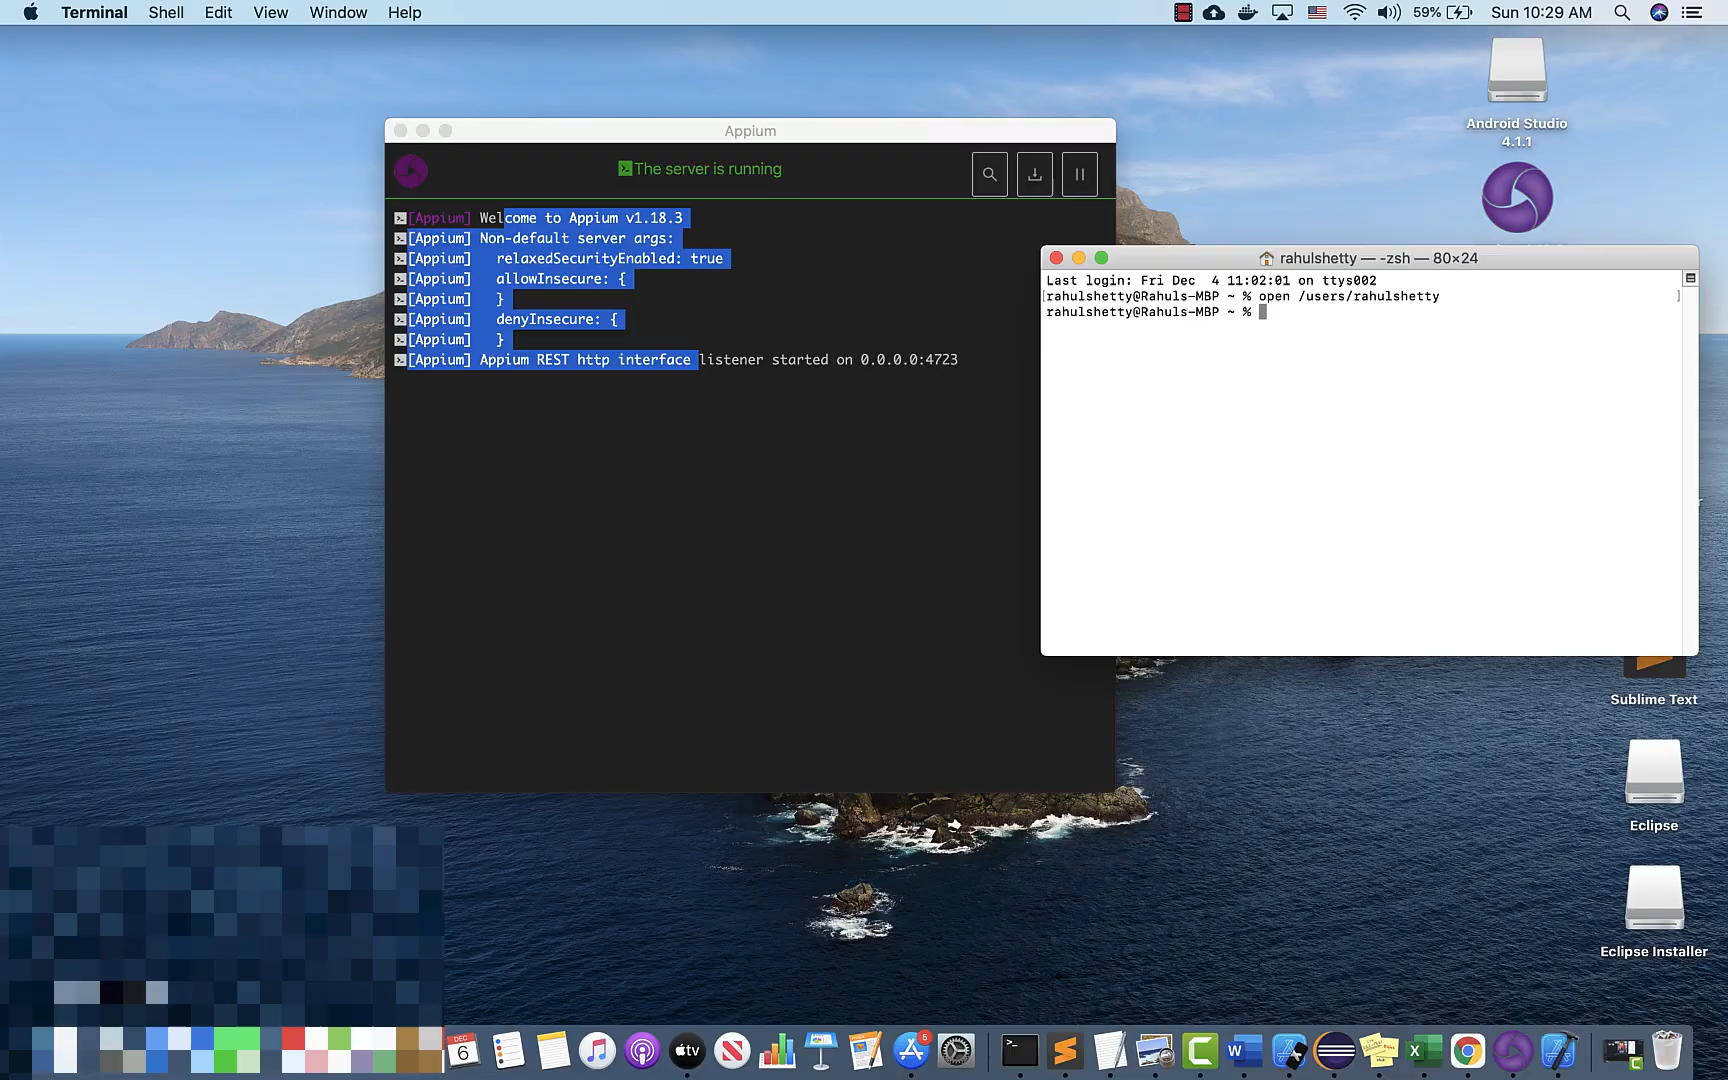 Terminal Shell Edit View Window Help
59% Sun 10:29 AM
Android Studio
4.1.1
Appium
The server is running
[Appium] Welcome to Appium v1.18.3
[Appium] Non-default server args:
[Appium] relaxedSecurityEnabled: true
[Appium] allowInsecure: {
[Appium] }
[Appium] denyInsecure: {
[Appium] }
[Appium] Appium REST http interface listener started on 0.0.0.0:4723
rahulshetty — -zsh — 80×24
Last login: Fri Dec 4 11:02:01 on ttys002
[rahulshetty@Rahuls-MBP ~ % open /users/rahulshetty ]
rahulshetty@Rahuls-MBP ~ %
Sublime Text
Eclipse
Eclipse Installer
DEC
6
tv
5
>_
W
X